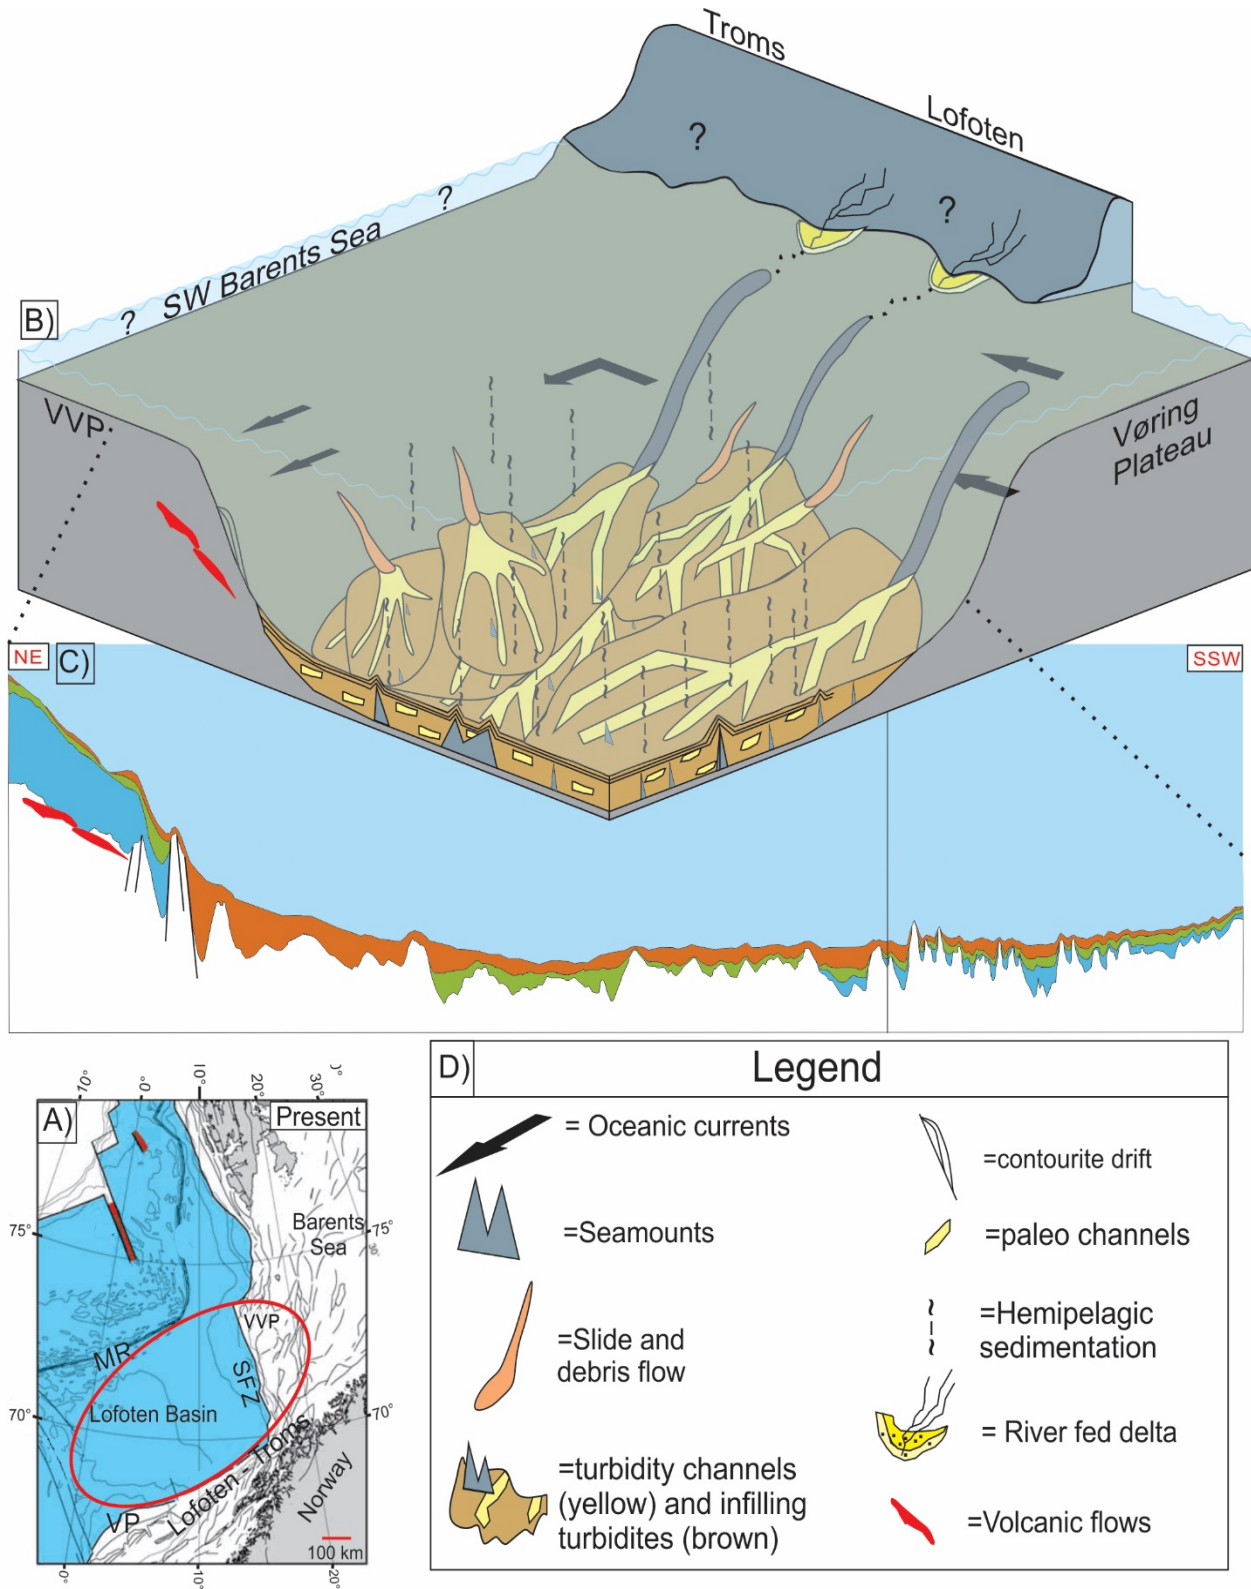 Troms
Lofoten
?
?
?
SW Barents Sea
?
B)
VVP
Vøring
Plateau
NE
C)
SSW
A)
Present
10°
0°
10°
20°
30°
)°
75°
75°
30°
70°
70°
Barents
Sea
VVP
MR
SFZ
Lofoten Basin
Lofoten - Troms
Norway
VP
100 km
0°
10°
20°
D)
Legend
= Oceanic currents
=Seamounts
=Slide and
debris flow
=turbidity channels
(yellow) and infilling
turbidites (brown)
=contourite drift
=paleo channels
=Hemipelagic
sedimentation
= River fed delta
=Volcanic flows